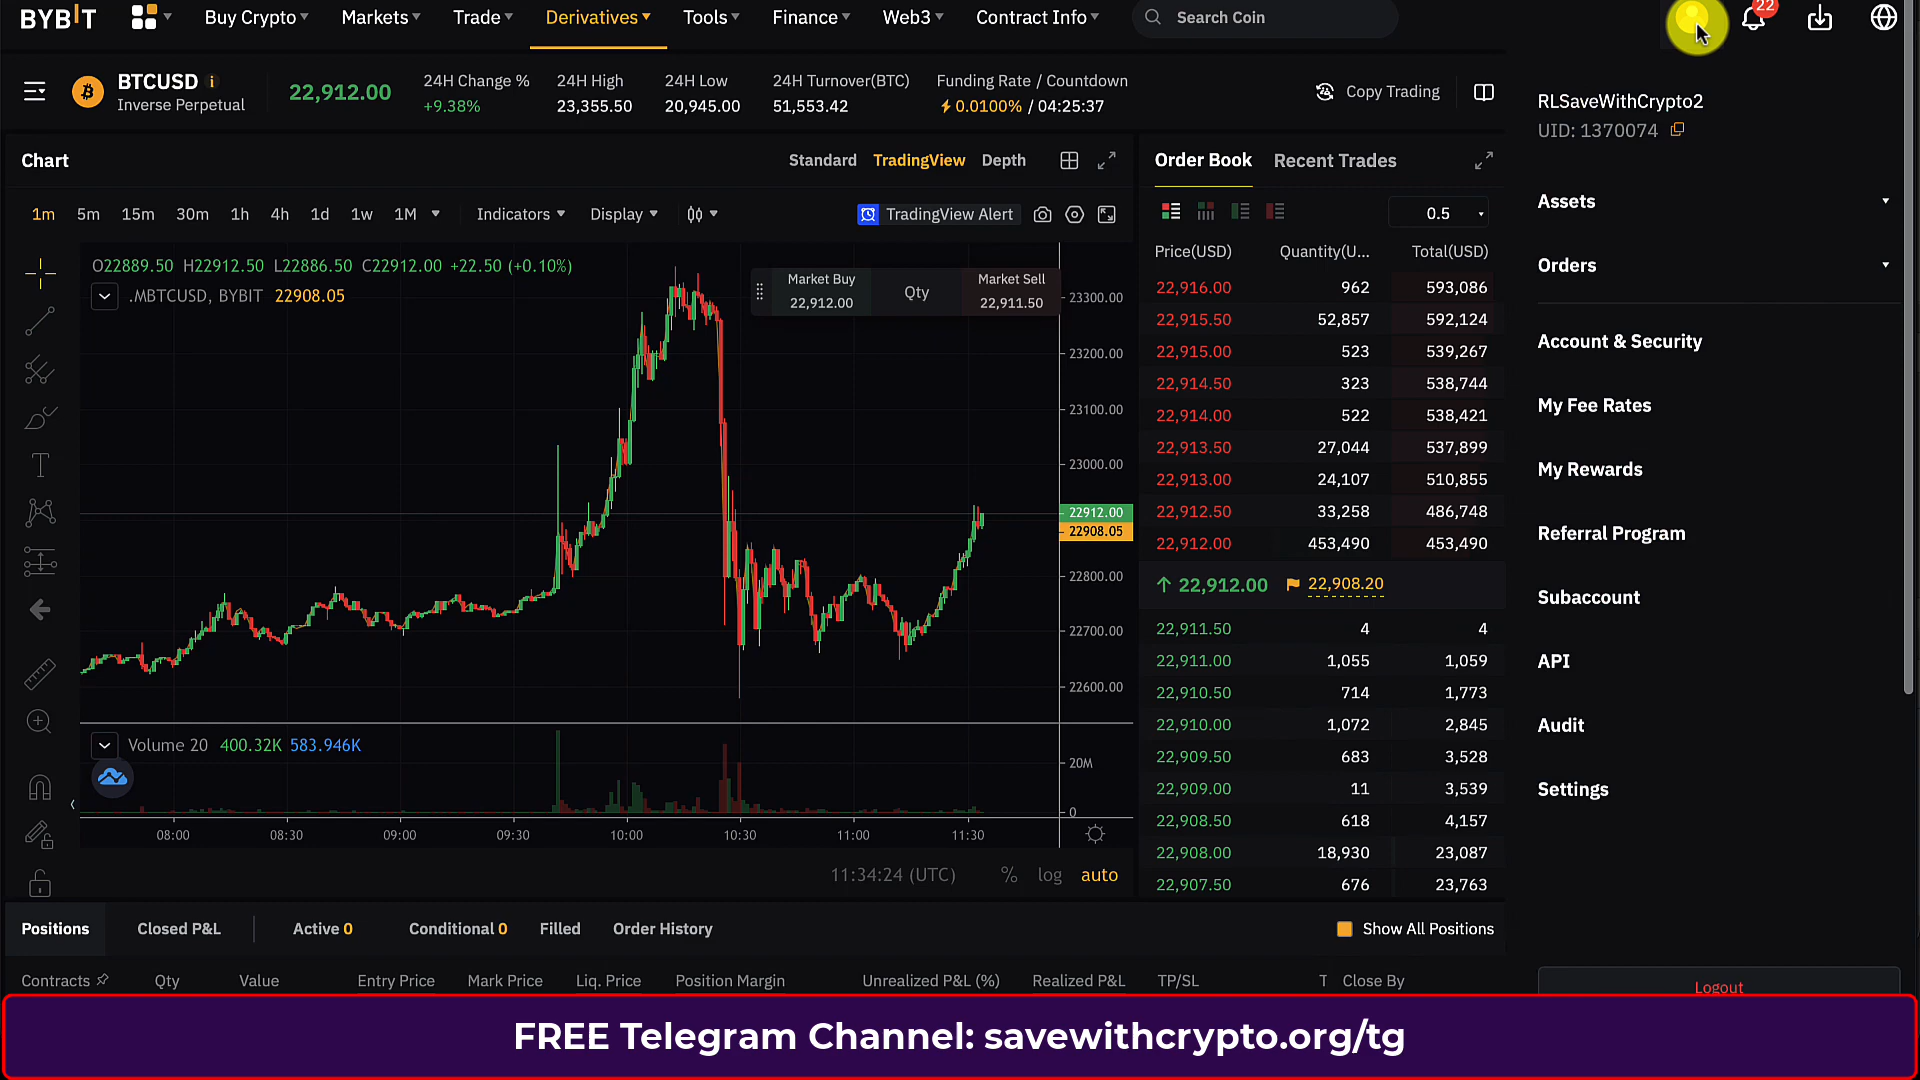 BYBIT
Buy Crypto Markets Trade Derivatives Tools Finance Web3 Contract Info Search Coin 22
BTCUSD
Inverse Perpetual
22,912.00
24H Change %
+9.38%
24H High
23,355.50
24H Low
20,945.00
24H Turnover(BTC)
51,553.42
Funding Rate / Countdown
0.0100% / 04:25:37
Copy Trading
Chart
Standard TradingView Depth
1m 5m 15m 30m 1h 4h 1d 1w 1M Indicators Display TradingView Alert
O22889.50 H22912.50 L22886.50 C22912.00 +22.50 (+0.10%)
.MBTCUSD, BYBIT 22908.05
Market Buy
22,912.00
Qty
Market Sell
22,911.50
23300.00
23200.00
23100.00
23000.00
22912.00
22908.05
22800.00
22700.00
22600.00
Volume 20 400.32K 583.946K
20M
0
08:00 08:30 09:00 09:30 10:00 10:30 11:00 11:30
11:34:24 (UTC) % log auto
Order Book Recent Trades
0.5
Price(USD) Quantity(U... Total(USD)
22,916.00 962 593,086
22,915.50 52,857 592,124
22,915.00 523 539,267
22,914.50 323 538,744
22,914.00 522 538,421
22,913.50 27,044 537,899
22,913.00 24,107 510,855
22,912.50 33,258 486,748
22,912.00 453,490 453,490
22,912.00 22,908.20
22,911.50 4 4
22,911.00 1,055 1,059
22,910.50 714 1,773
22,910.00 1,072 2,845
22,909.50 683 3,528
22,909.00 11 3,539
22,908.50 618 4,157
22,908.00 18,930 23,087
22,907.50 676 23,763
RLSaveWithCrypto2
UID: 1370074
Assets
Orders
Account & Security
My Fee Rates
My Rewards
Referral Program
Subaccount
API
Audit
Settings
Logout
Positions Closed P&L Active 0 Conditional 0 Filled Order History Show All Positions
Contracts Qty Value Entry Price Mark Price Liq. Price Position Margin Unrealized P&L (%) Realized P&L TP/SL T Close By
FREE Telegram Channel: savewithcrypto.org/tg